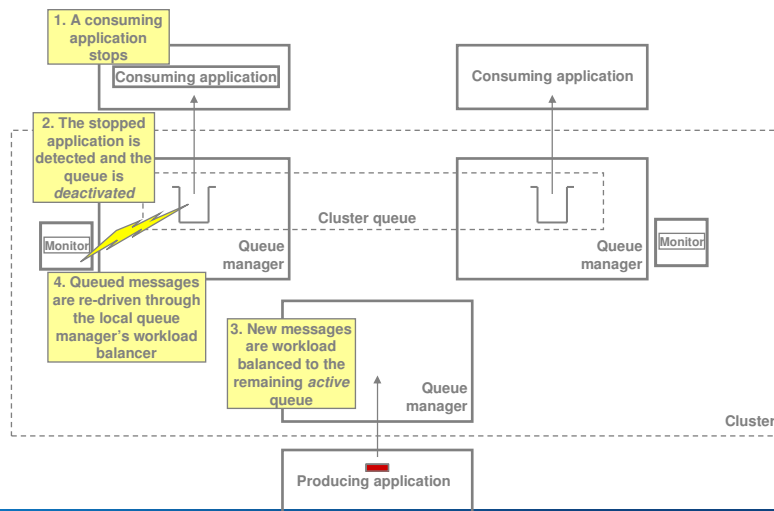 1. A consuming
application
stops
Consuming application
Consuming application
2. The stopped
application is
detected and the
queue is
deactivated
Cluster queue
Monitor
Queue
manager
Queue
manager
Monitor
4. Queued messages
are re-driven through
the local queue
manager's workload
balancer
3. New messages
are workload
balanced to the
remaining active
queue
Queue
manager
Cluster
Producing application